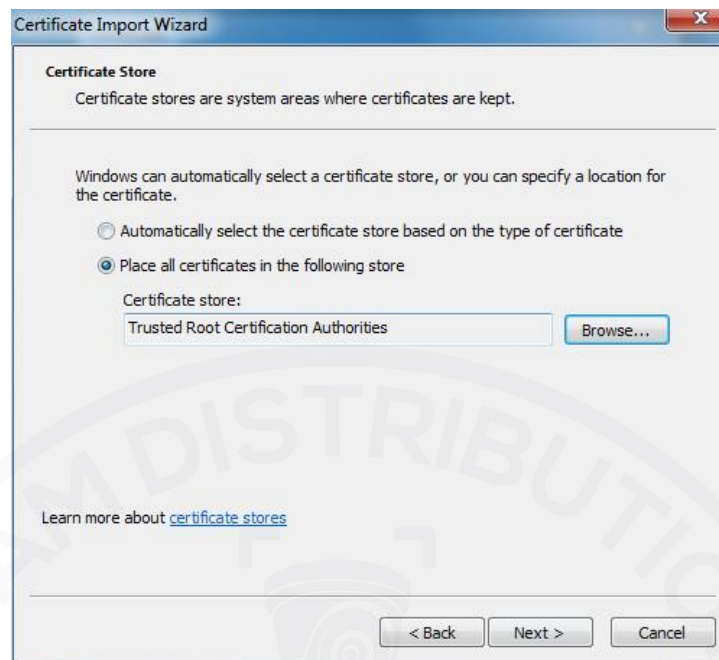 Certificate Import Wizard
Certificate Store
Certificate stores are system areas where certificates are kept.
Windows can automatically select a certificate store, or you can specify a location for
the certificate.
Automatically select the certificate store based on the type of certificate
Place all certificates in the following store
Certificate store:
Trusted Root Certification Authorities
Browse...
AM DISTRIBUTIO
Learn more about certificate stores
< Back Next > Cancel